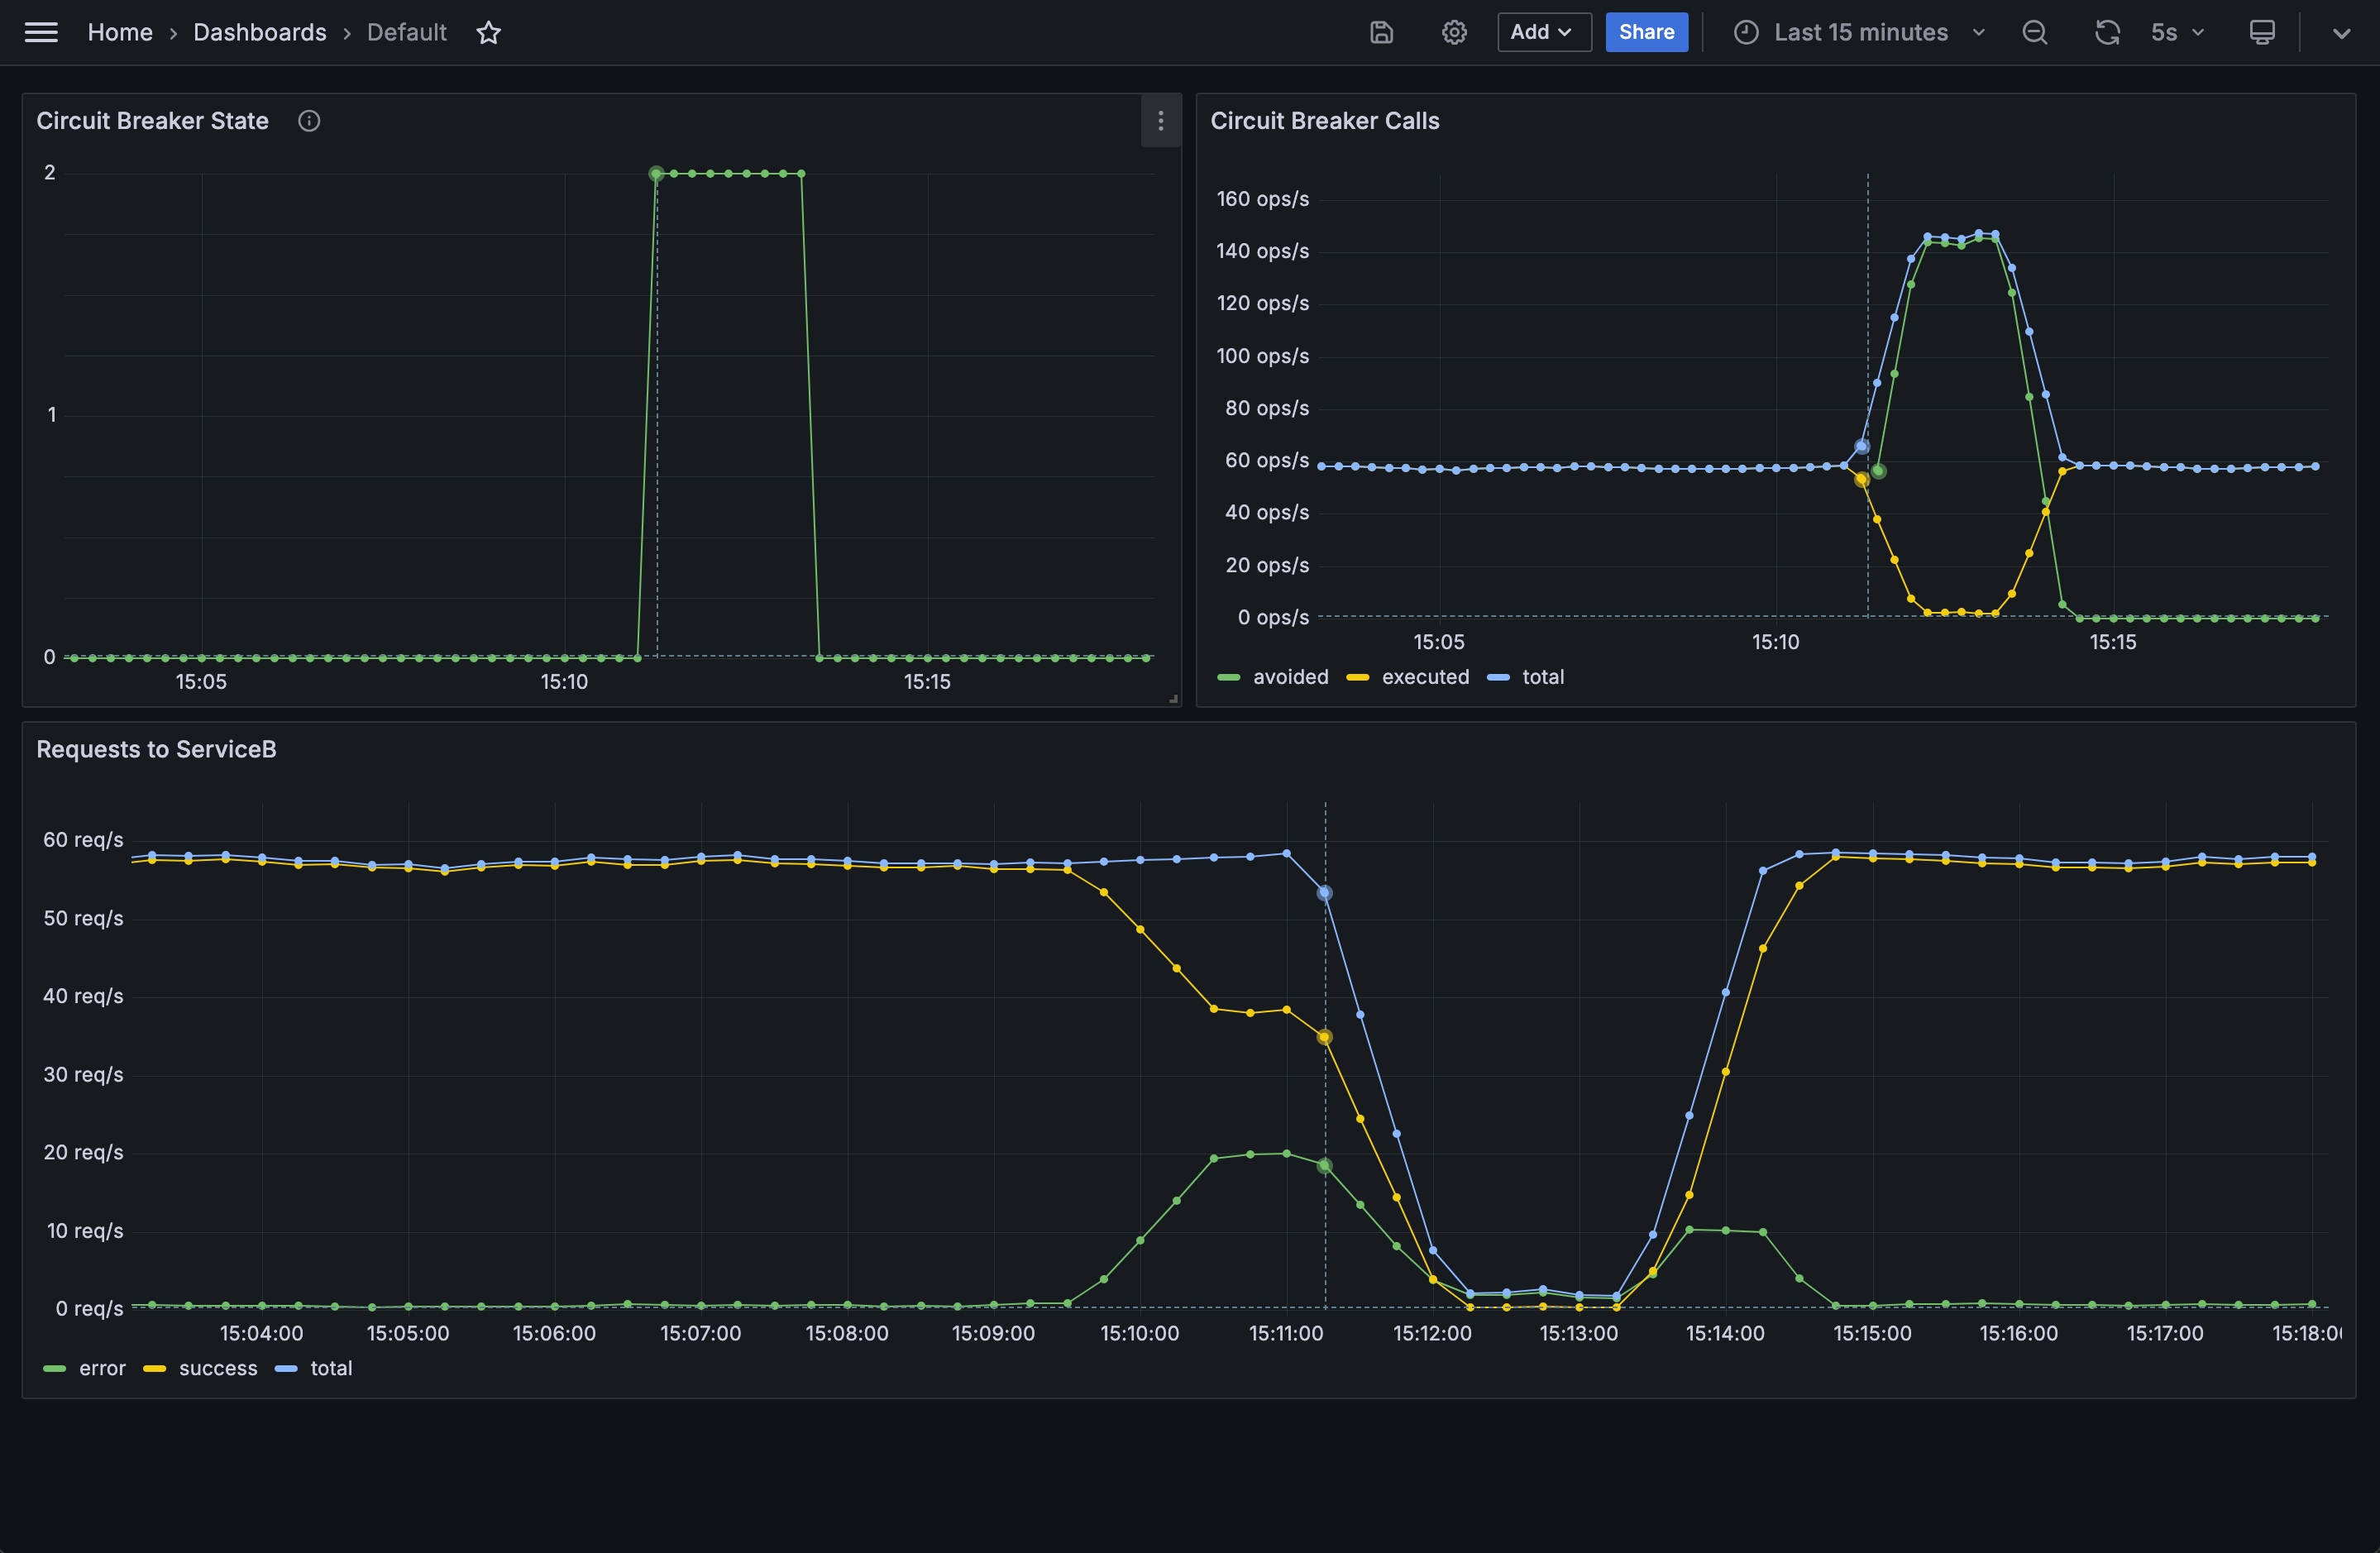 Home › Dashboards › Default
Add
Share
Last 15 minutes
5s
Circuit Breaker State
2
1
0
15:05 15:10 15:15
Circuit Breaker Calls
160 ops/s
140 ops/s
120 ops/s
100 ops/s
80 ops/s
60 ops/s
40 ops/s
20 ops/s
0 ops/s
15:05 15:10 15:15
avoided executed total
Requests to ServiceB
60 req/s
50 req/s
40 req/s
30 req/s
20 req/s
10 req/s
0 req/s
15:04:00 15:05:00 15:06:00 15:07:00 15:08:00 15:09:00 15:10:00 15:11:00 15:12:00 15:13:00 15:14:00 15:15:00 15:16:00 15:17:00 15:18:0
error success total